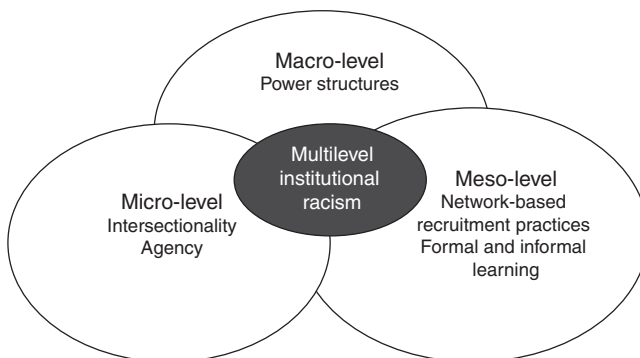 Macro-level
Power structures
Multilevel
institutional
racism
Micro-level
Intersectionality
Agency
Meso-level
Network-based
recruitment practices
Formal and informal
learning